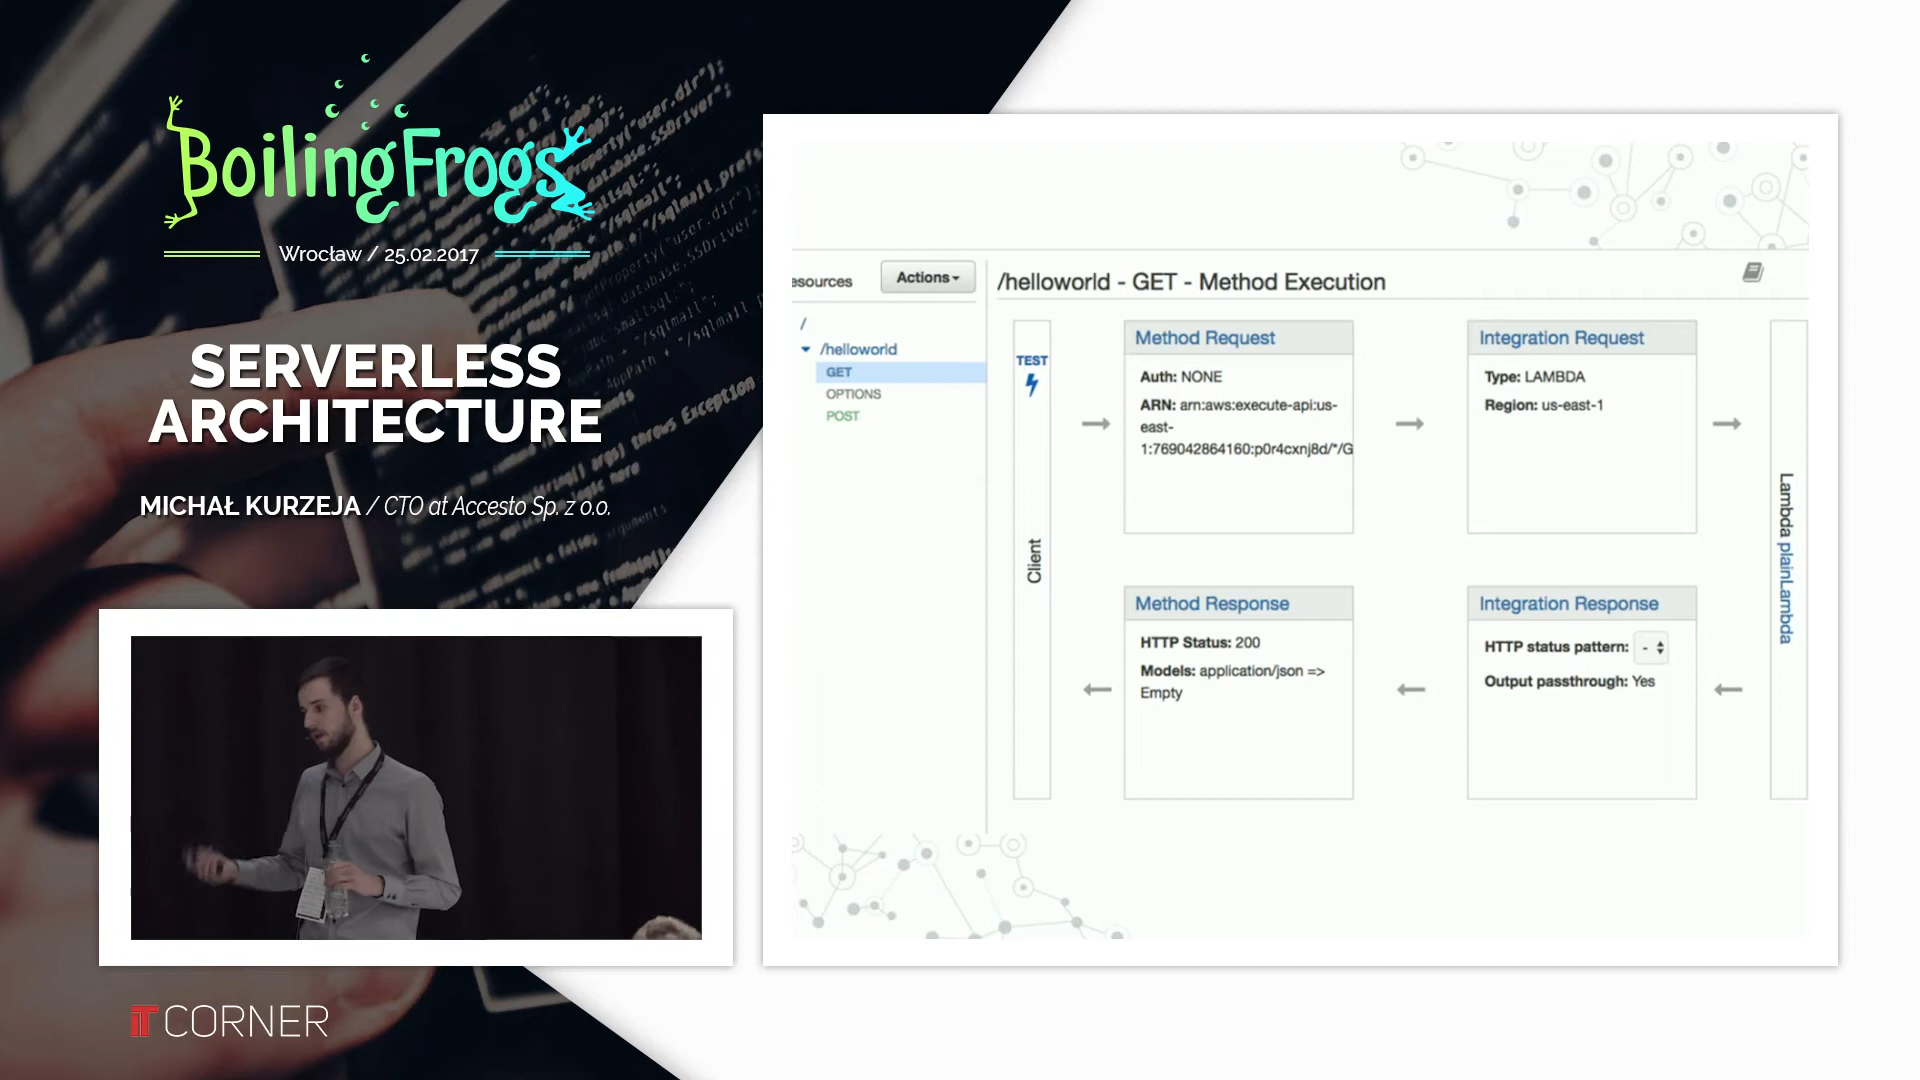 BoilingFrogs
Wrocław / 25.02.2017
SERVERLESS
ARCHITECTURE
MICHAŁ KURZEJA / CTO at Accesto Sp. z o.o.
IT CORNER
esources
Actions
/
/helloworld
GET
OPTIONS
POST
/helloworld - GET - Method Execution
TEST
Client
Method Request
Auth: NONE
ARN: arn:aws:execute-api:us-
east-
1:769042864160:p0r4cxnj8d/*/G
Integration Request
Type: LAMBDA
Region: us-east-1
Lambda plainLambda
Method Response
HTTP Status: 200
Models: application/json =>
Empty
Integration Response
HTTP status pattern: -
Output passthrough: Yes